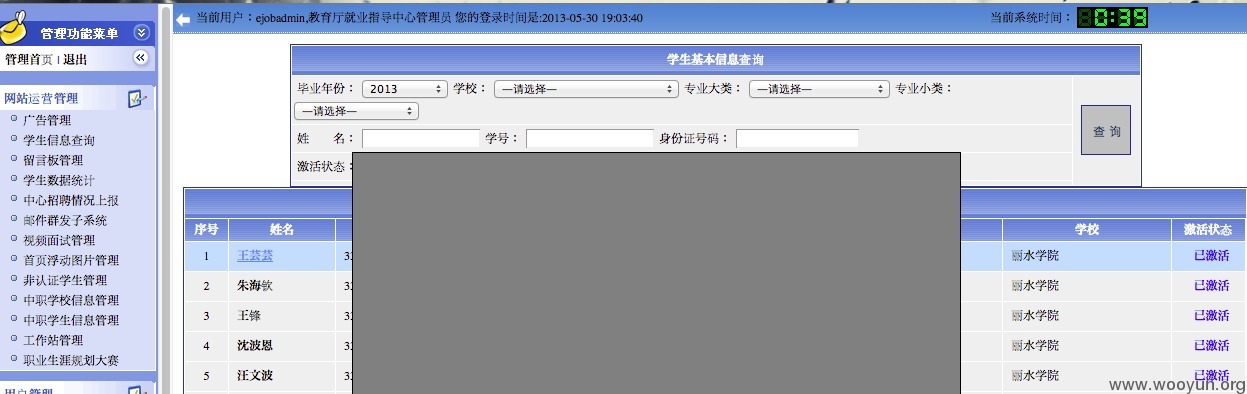 当前用户：ejobadmin,教育厅就业指导中心管理员 您的登录时间是:2013-05-30 19:03:40
当前系统时间： 0:39
管理功能菜单
管理首页 | 退出
网站运营管理
广告管理
学生信息查询
留言板管理
学生数据统计
中心招聘情况上报
邮件群发子系统
视频面试管理
首页浮动图片管理
非认证学生管理
中职学校信息管理
中职学生信息管理
工作站管理
职业生涯规划大赛
用户管理
学生基本信息查询
毕业年份： 2013 学校： —请选择— 专业大类： —请选择— 专业小类：
—请选择—
姓 名： 学号： 身份证号码：
查 询
激活状态：
序号 姓名 学校 激活状态
1 王芸芸 33 丽水学院 已激活
2 朱海钦 33 丽水学院 已激活
3 王锋 33 丽水学院 已激活
4 沈波恩 33 丽水学院 已激活
5 汪文波 33 丽水学院 已激活
www.wooyun.org